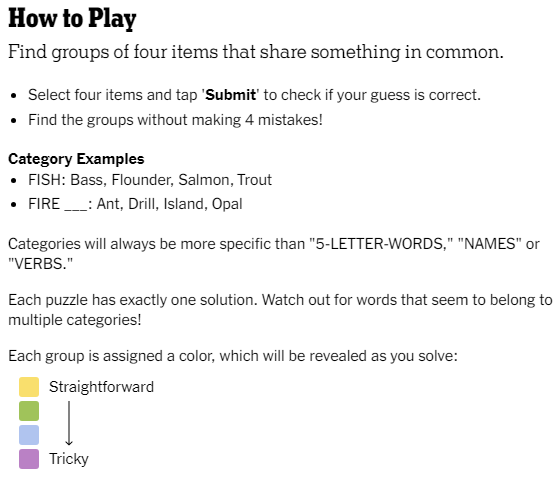 How to Play
Find groups of four items that share something in common.
• Select four items and tap 'Submit' to check if your guess is correct.
• Find the groups without making 4 mistakes!
Category Examples
• FISH: Bass, Flounder, Salmon, Trout
• FIRE ___: Ant, Drill, Island, Opal
Categories will always be more specific than "5-LETTER-WORDS," "NAMES" or
"VERBS."
Each puzzle has exactly one solution. Watch out for words that seem to belong to
multiple categories!
Each group is assigned a color, which will be revealed as you solve:
Straightforward
Tricky